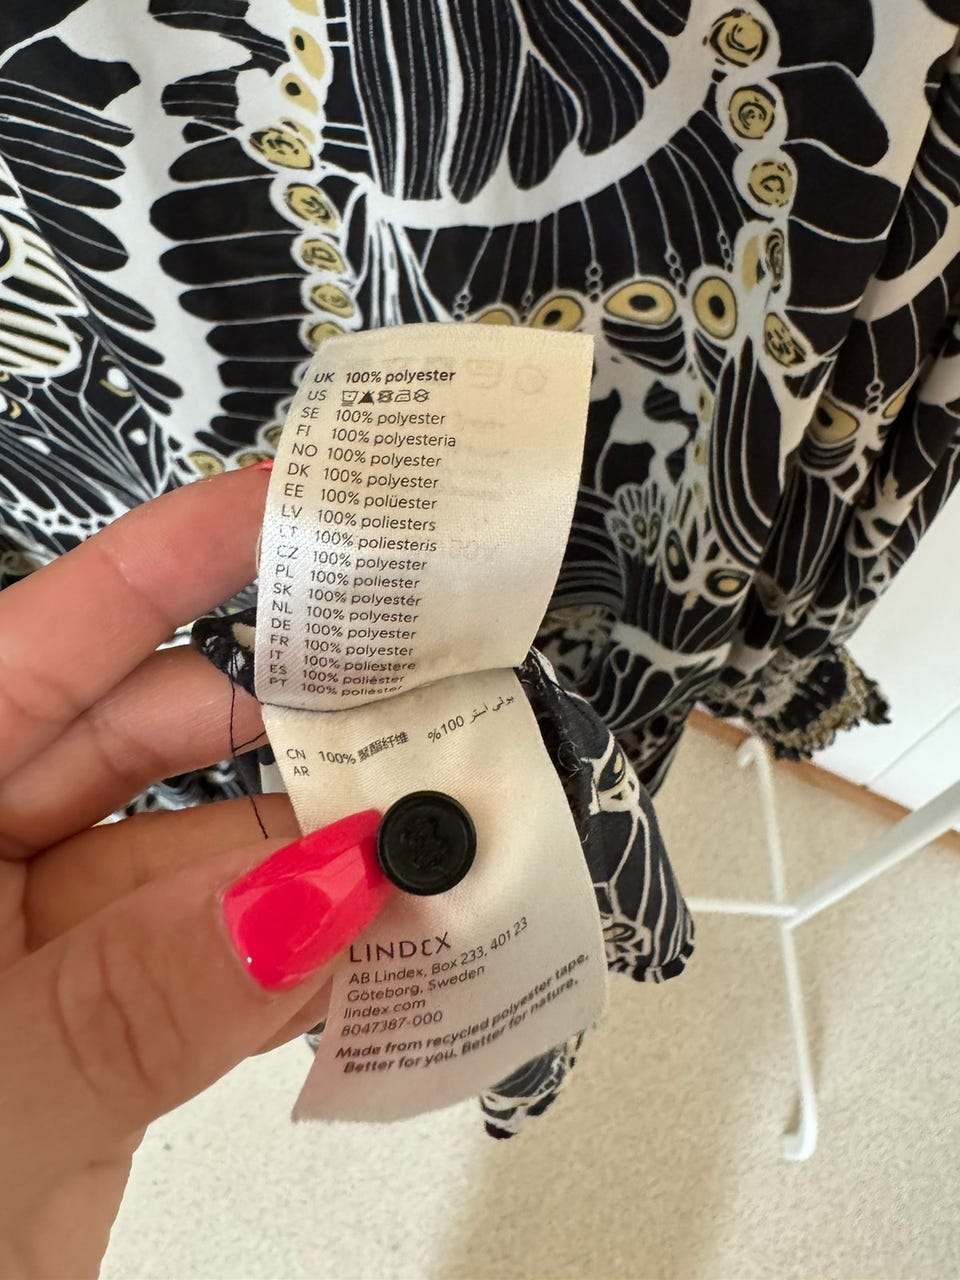 UK 100% polyester
US
SE 100% polyester
FI 100% polyesteria
NO 100% polyester
DK 100% polyester
EE 100% polüester
LV 100% poliesters
LT 100% poliesteris
CZ 100% polyester
PL 100% poliester
SK 100% polyestér
NL 100% polyester
DE 100% polyester
FR 100% polyester
IT 100% poliestere
ES 100% poliéster
PT 100% poliéster
CN 100% 聚酯纤维
AR %100 بولي استر
LINDEX
AB Lindex, Box 233, 401 23
Göteborg, Sweden
lindex.com
8047387-000
Made from recycled polyester tape.
Better for you. Better for nature.